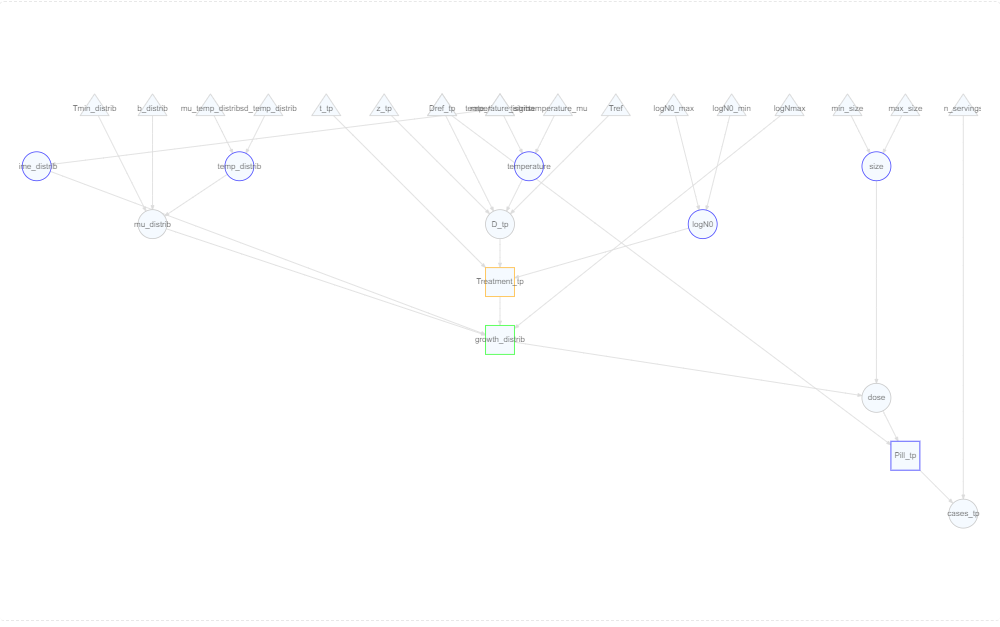 Tmin_distrib
b_distrib
mu_temp_distrib
sd_temp_distrib
t_tp
z_tp
Dref_tp
temperature_mu
Tref
logN0_max
logN0_min
logNmax
min_size
max_size
n_servings
ime_distrib
temp_distrib
temperature
size
mu_distrib
D_tp
logN0
Treatment_tp
growth_distrib
dose
Pill_tp
cases_tp